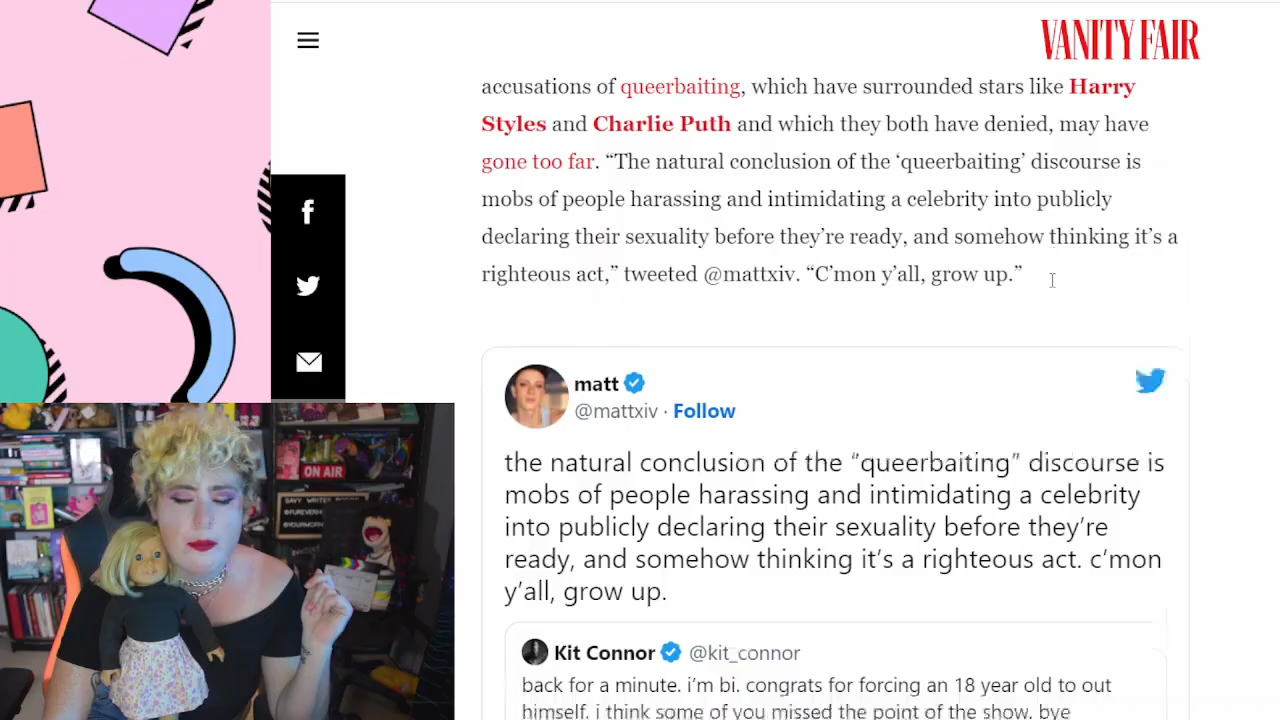 VANITY FAIR
accusations of queerbaiting, which have surrounded stars like Harry
Styles and Charlie Puth and which they both have denied, may have
gone too far. “The natural conclusion of the ‘queerbaiting’ discourse is
mobs of people harassing and intimidating a celebrity into publicly
declaring their sexuality before they’re ready, and somehow thinking it’s a
righteous act,” tweeted @mattxiv. “C’mon y’all, grow up.”
matt
@mattxiv · Follow
the natural conclusion of the “queerbaiting” discourse is
mobs of people harassing and intimidating a celebrity
into publicly declaring their sexuality before they’re
ready, and somehow thinking it’s a righteous act. c’mon
y’all, grow up.
Kit Connor @kit_connor
back for a minute. i’m bi. congrats for forcing an 18 year old to out
himself. i think some of you missed the point of the show. bye
ON AIR